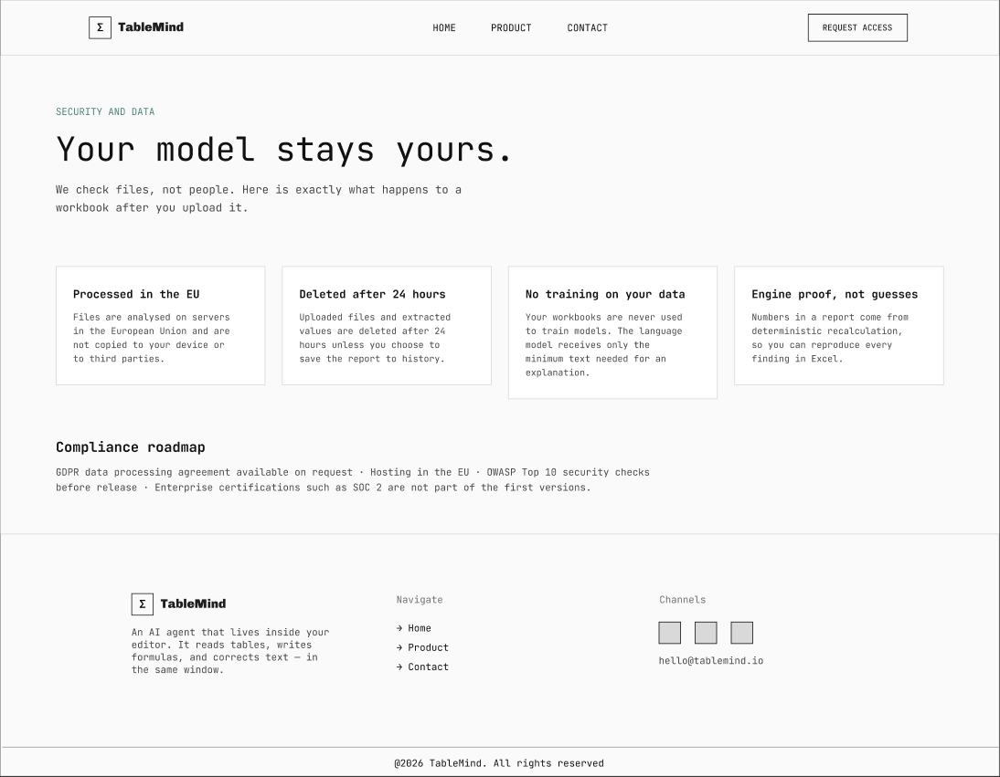 Σ TableMind
HOME PRODUCT CONTACT
REQUEST ACCESS
SECURITY AND DATA
Your model stays yours.
We check files, not people. Here is exactly what happens to a
workbook after you upload it.
Processed in the EU
Files are analysed on servers
in the European Union and are
not copied to your device or
to third parties.
Deleted after 24 hours
Uploaded files and extracted
values are deleted after 24
hours unless you choose to
save the report to history.
No training on your data
Your workbooks are never used
to train models. The language
model receives only the
minimum text needed for an
explanation.
Engine proof, not guesses
Numbers in a report come from
deterministic recalculation,
so you can reproduce every
finding in Excel.
Compliance roadmap
GDPR data processing agreement available on request · Hosting in the EU · OWASP Top 10 security checks
before release · Enterprise certifications such as SOC 2 are not part of the first versions.
Σ TableMind
An AI agent that lives inside your
editor. It reads tables, writes
formulas, and corrects text — in
the same window.
Navigate
→ Home
→ Product
→ Contact
Channels
hello@tablemind.io
@2026 TableMind. All rights reserved